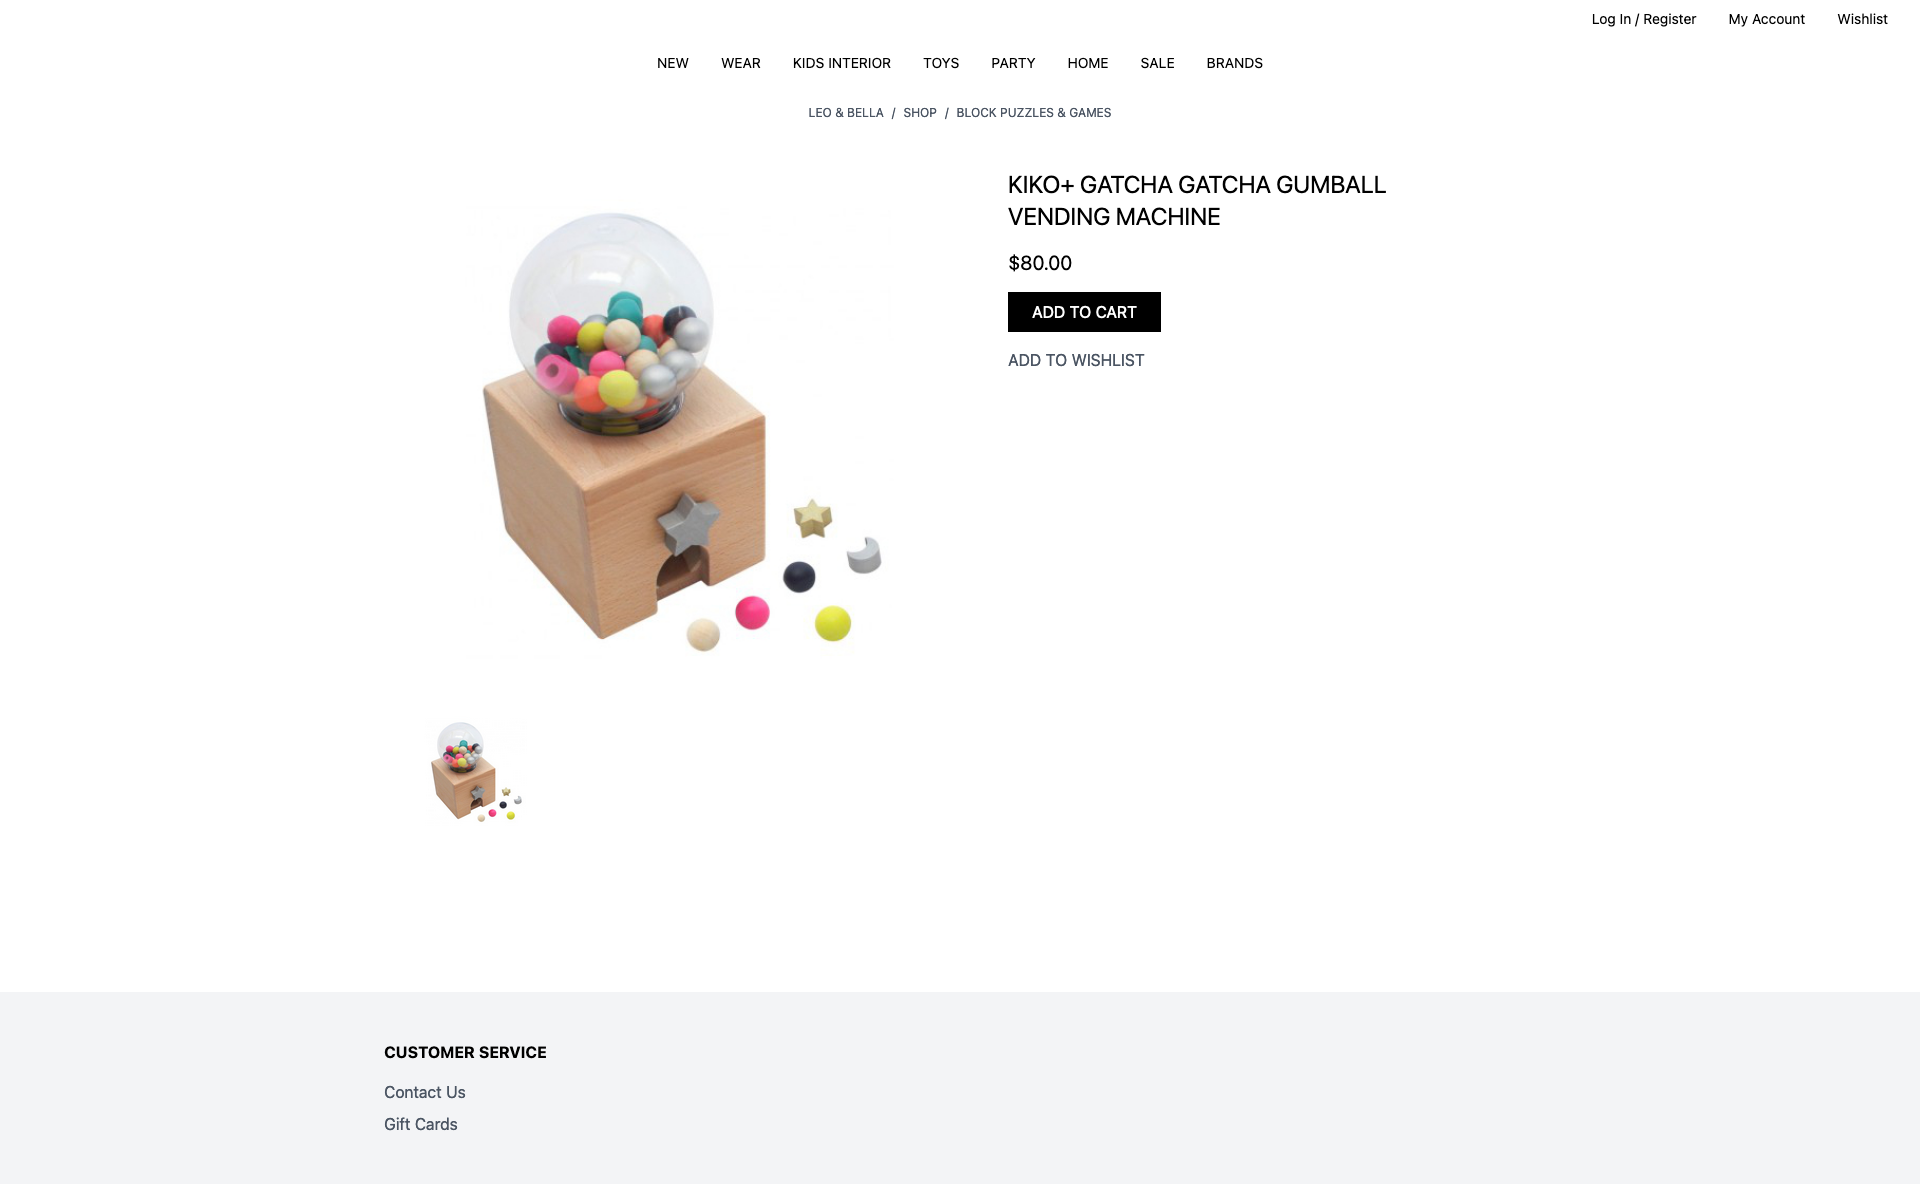 Log In / Register My Account Wishlist
NEW WEAR KIDS INTERIOR TOYS PARTY HOME SALE BRANDS
LEO & BELLA / SHOP / BLOCK PUZZLES & GAMES
KIKO+ GATCHA GATCHA GUMBALL
VENDING MACHINE
$80.00
ADD TO CART
ADD TO WISHLIST
CUSTOMER SERVICE
Contact Us
Gift Cards